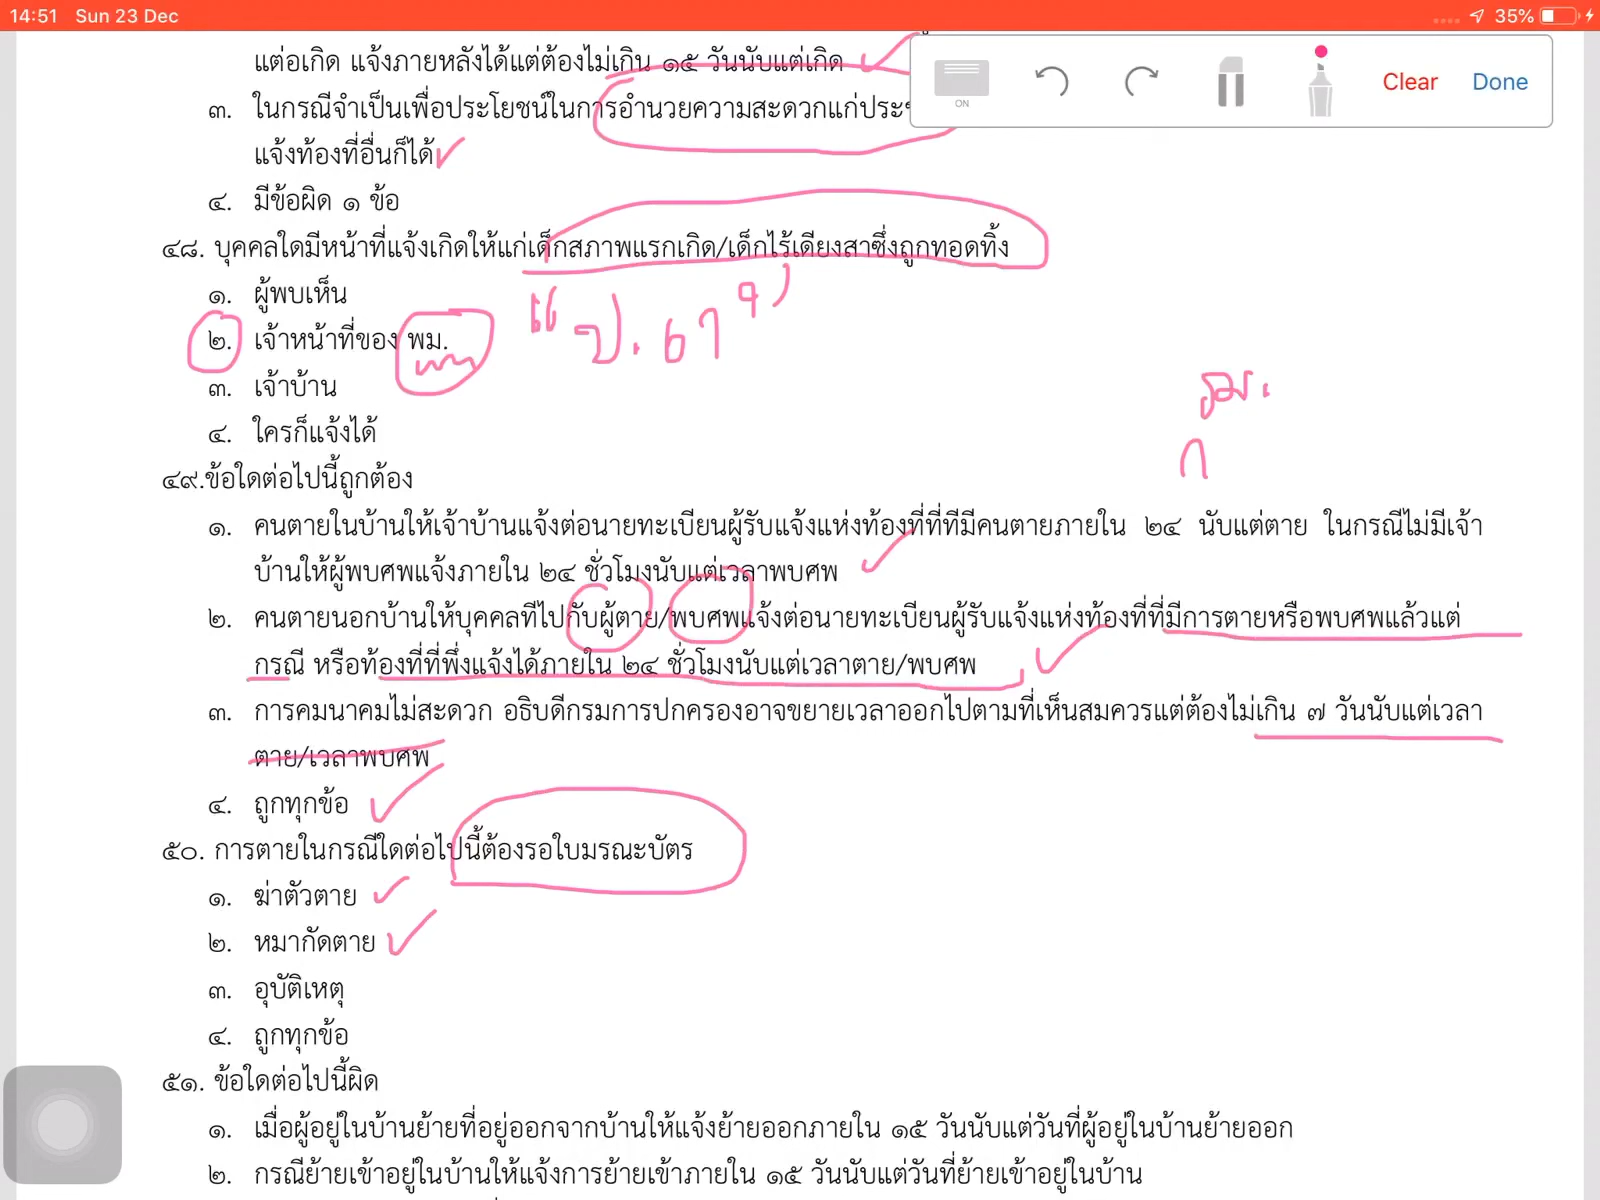 14:51 Sun 23 Dec
35%
แต่อเกิด แจ้งภายหลังได้แต่ต้องไม่เกิน ๑๕ วันนับแต่เกิด
ON
Clear
Done
๓. ในกรณีจำเป็นเพื่อประโยชน์ในการอำนวยความสะดวกแก่ประช
แจ้งท้องที่อื่นก็ได้
๔. มีข้อผิด ๑ ข้อ
๔๘. บุคคลใดมีหน้าที่แจ้งเกิดให้แก่เด็กสภาพแรกเกิด/เด็กไร้เดียงสาซึ่งถูกทอดทิ้ง
๑. ผู้พบเห็น
๒. เจ้าหน้าที่ของ พม.
๓. เจ้าบ้าน
๔. ใครก็แจ้งได้
๔๙.ข้อใดต่อไปนี้ถูกต้อง
๑. คนตายในบ้านให้เจ้าบ้านแจ้งต่อนายทะเบียนผู้รับแจ้งแห่งท้องที่ที่ทีมีคนตายภายใน ๒๔ นับแต่ตาย ในกรณีไม่มีเจ้า
บ้านให้ผู้พบศพแจ้งภายใน ๒๔ ชั่วโมงนับแต่เวลาพบศพ
๒. คนตายนอกบ้านให้บุคคลทีไปกับผู้ตาย/พบศพแจ้งต่อนายทะเบียนผู้รับแจ้งแห่งท้องที่ที่มีการตายหรือพบศพแล้วแต่
กรณี หรือท้องที่ที่พึ่งแจ้งได้ภายใน ๒๔ ชั่วโมงนับแต่เวลาตาย/พบศพ
๓. การคมนาคมไม่สะดวก อธิบดีกรมการปกครองอาจขยายเวลาออกไปตามที่เห็นสมควรแต่ต้องไม่เกิน ๗ วันนับแต่เวลา
ตาย/เวลาพบศพ
๔. ถูกทุกข้อ
๕๐. การตายในกรณีใดต่อไปนี้ต้องรอใบมรณะบัตร
๑. ฆ่าตัวตาย
๒. หมากัดตาย
๓. อุบัติเหตุ
๔. ถูกทุกข้อ
๕๑. ข้อใดต่อไปนี้ผิด
๑. เมื่อผู้อยู่ในบ้านย้ายที่อยู่ออกจากบ้านให้แจ้งย้ายออกภายใน ๑๕ วันนับแต่วันที่ผู้อยู่ในบ้านย้ายออก
๒. กรณีย้ายเข้าอยู่ในบ้านให้แจ้งการย้ายเข้าภายใน ๑๕ วันนับแต่วันที่ย้ายเข้าอยู่ในบ้าน